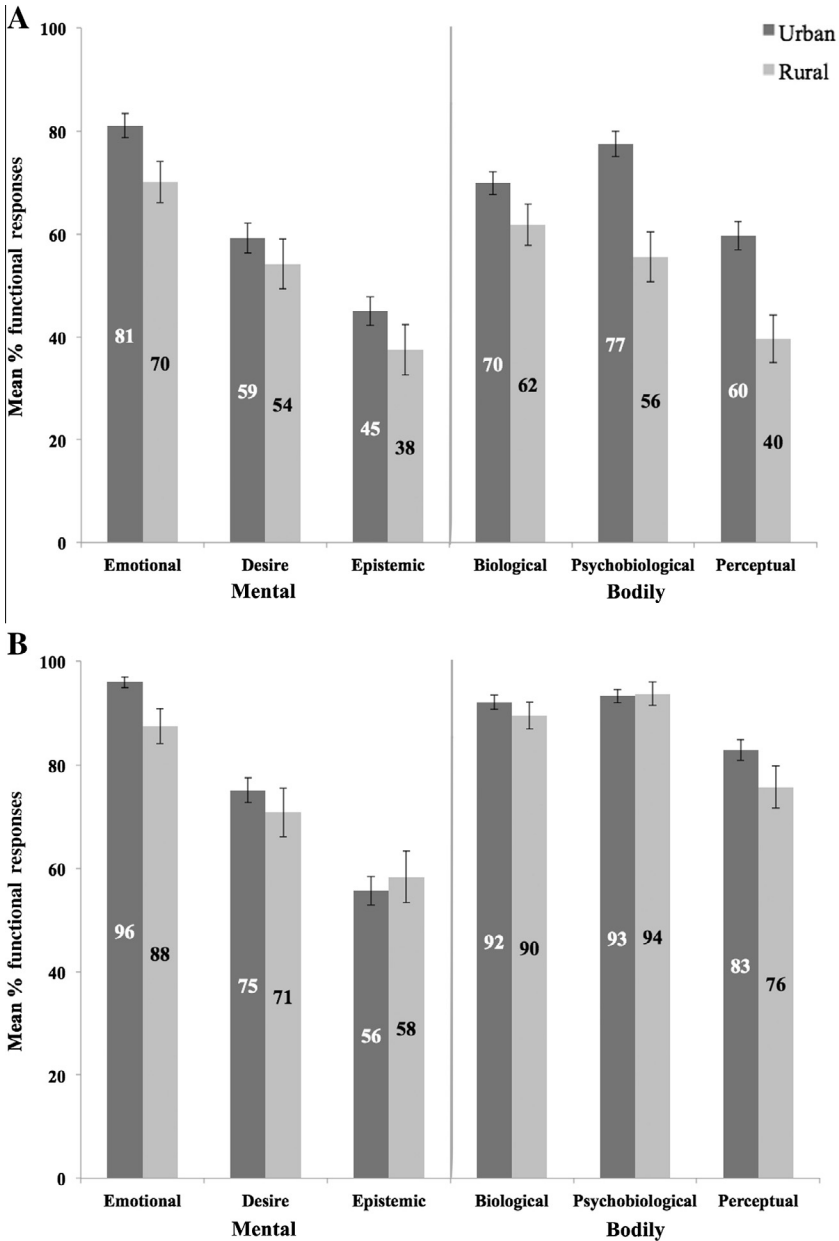 A
Urban
Rural
Mean % functional responses
100
80
60
40
20
0
81
70
59
54
45
38
70
62
77
56
60
40
Emotional
Desire
Epistemic
Biological
Psychobiological
Perceptual
Mental
Bodily
B
Mean % functional responses
100
80
60
40
20
0
96
88
75
71
56
58
92
90
93
94
83
76
Emotional
Desire
Epistemic
Biological
Psychobiological
Perceptual
Mental
Bodily